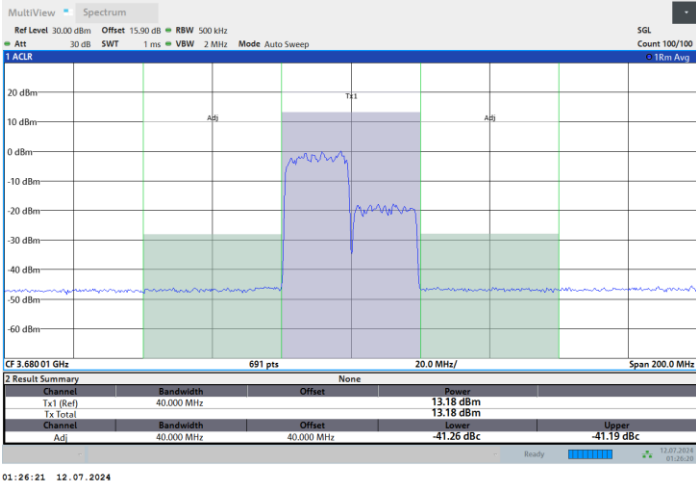 MultiView Spectrum
Ref Level 30.00 dBm Offset 15.90 dB RBW 500 kHz SGL
Att 30 dB SWT 1 ms VBW 2 MHz Mode Auto Sweep Count 100/100
1 ACLR 1Rm Avg
Tx1
20 dBm
Adj Adj
10 dBm
0 dBm
-10 dBm
-20 dBm
-30 dBm
-40 dBm
-50 dBm
-60 dBm
CF 3.680 01 GHz 691 pts 20.0 MHz/ Span 200.0 MHz
2 Result Summary None
Channel Bandwidth Offset Power
Tx1 (Ref) 40.000 MHz 13.18 dBm
Tx Total 13.18 dBm
Channel Bandwidth Offset Lower Upper
Adj 40.000 MHz 40.000 MHz -41.26 dBc -41.19 dBc
Ready 12.07.2024
01:26:20
01:26:21 12.07.2024